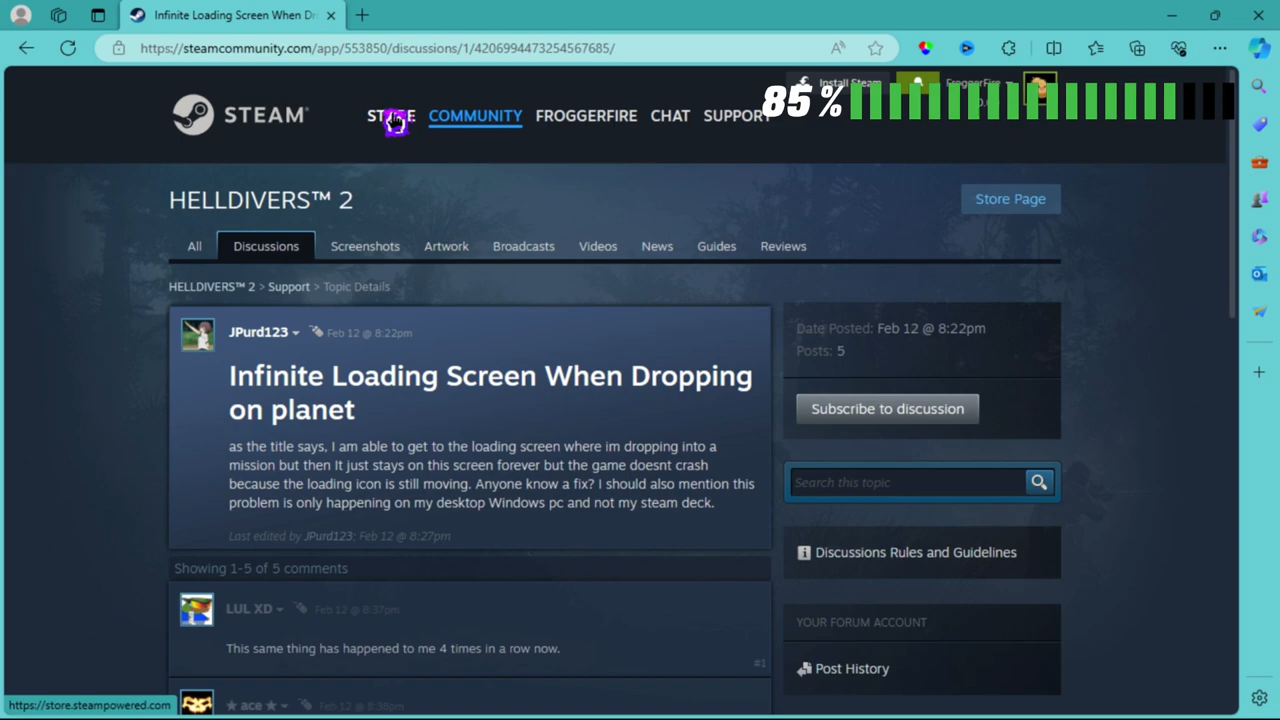 Infinite Loading Screen When Dr
https://steamcommunity.com/app/553850/discussions/1/4206994473254567685/
Install Steam
FroggerFire
85 %
STEAM®
STORE
COMMUNITY
FROGGERFIRE
CHAT
SUPPORT
HELLDIVERS™ 2
Store Page
All
Discussions
Screenshots
Artwork
Broadcasts
Videos
News
Guides
Reviews
HELLDIVERS™ 2 > Support > Topic Details
JPurd123
Feb 12 @ 8:22pm
Infinite Loading Screen When Dropping
on planet
as the title says, I am able to get to the loading screen where im dropping into a
mission but then It just stays on this screen forever but the game doesnt crash
because the loading icon is still moving. Anyone know a fix? I should also mention this
problem is only happening on my desktop Windows pc and not my steam deck.
Last edited by JPurd123; Feb 12 @ 8:27pm
Date Posted: Feb 12 @ 8:22pm
Posts: 5
Subscribe to discussion
Search this topic
Discussions Rules and Guidelines
YOUR FORUM ACCOUNT
Post History
Showing 1-5 of 5 comments
LUL XD
Feb 12 @ 8:37pm
This same thing has happened to me 4 times in a row now.
#1
★ ace ★
Feb 12 @ 8:38pm
https://store.steampowered.com